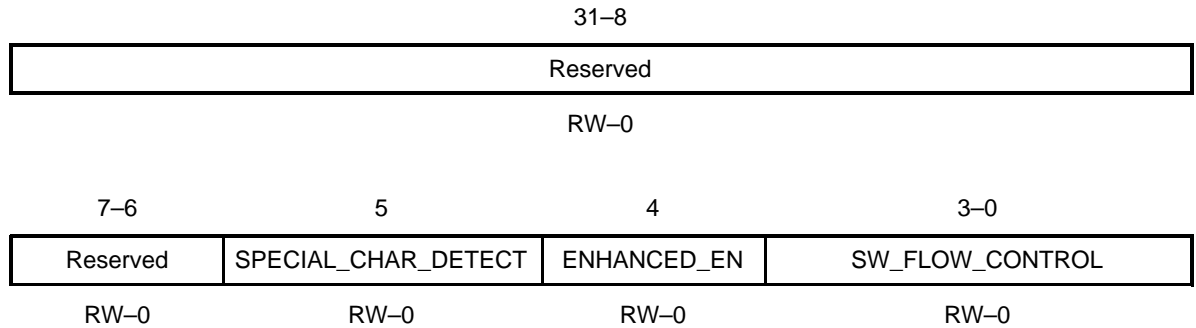 31–8
Reserved
RW–0
7–6 5 4 3–0
Reserved SPECIAL_CHAR_DETECT ENHANCED_EN SW_FLOW_CONTROL
RW–0 RW–0 RW–0 RW–0